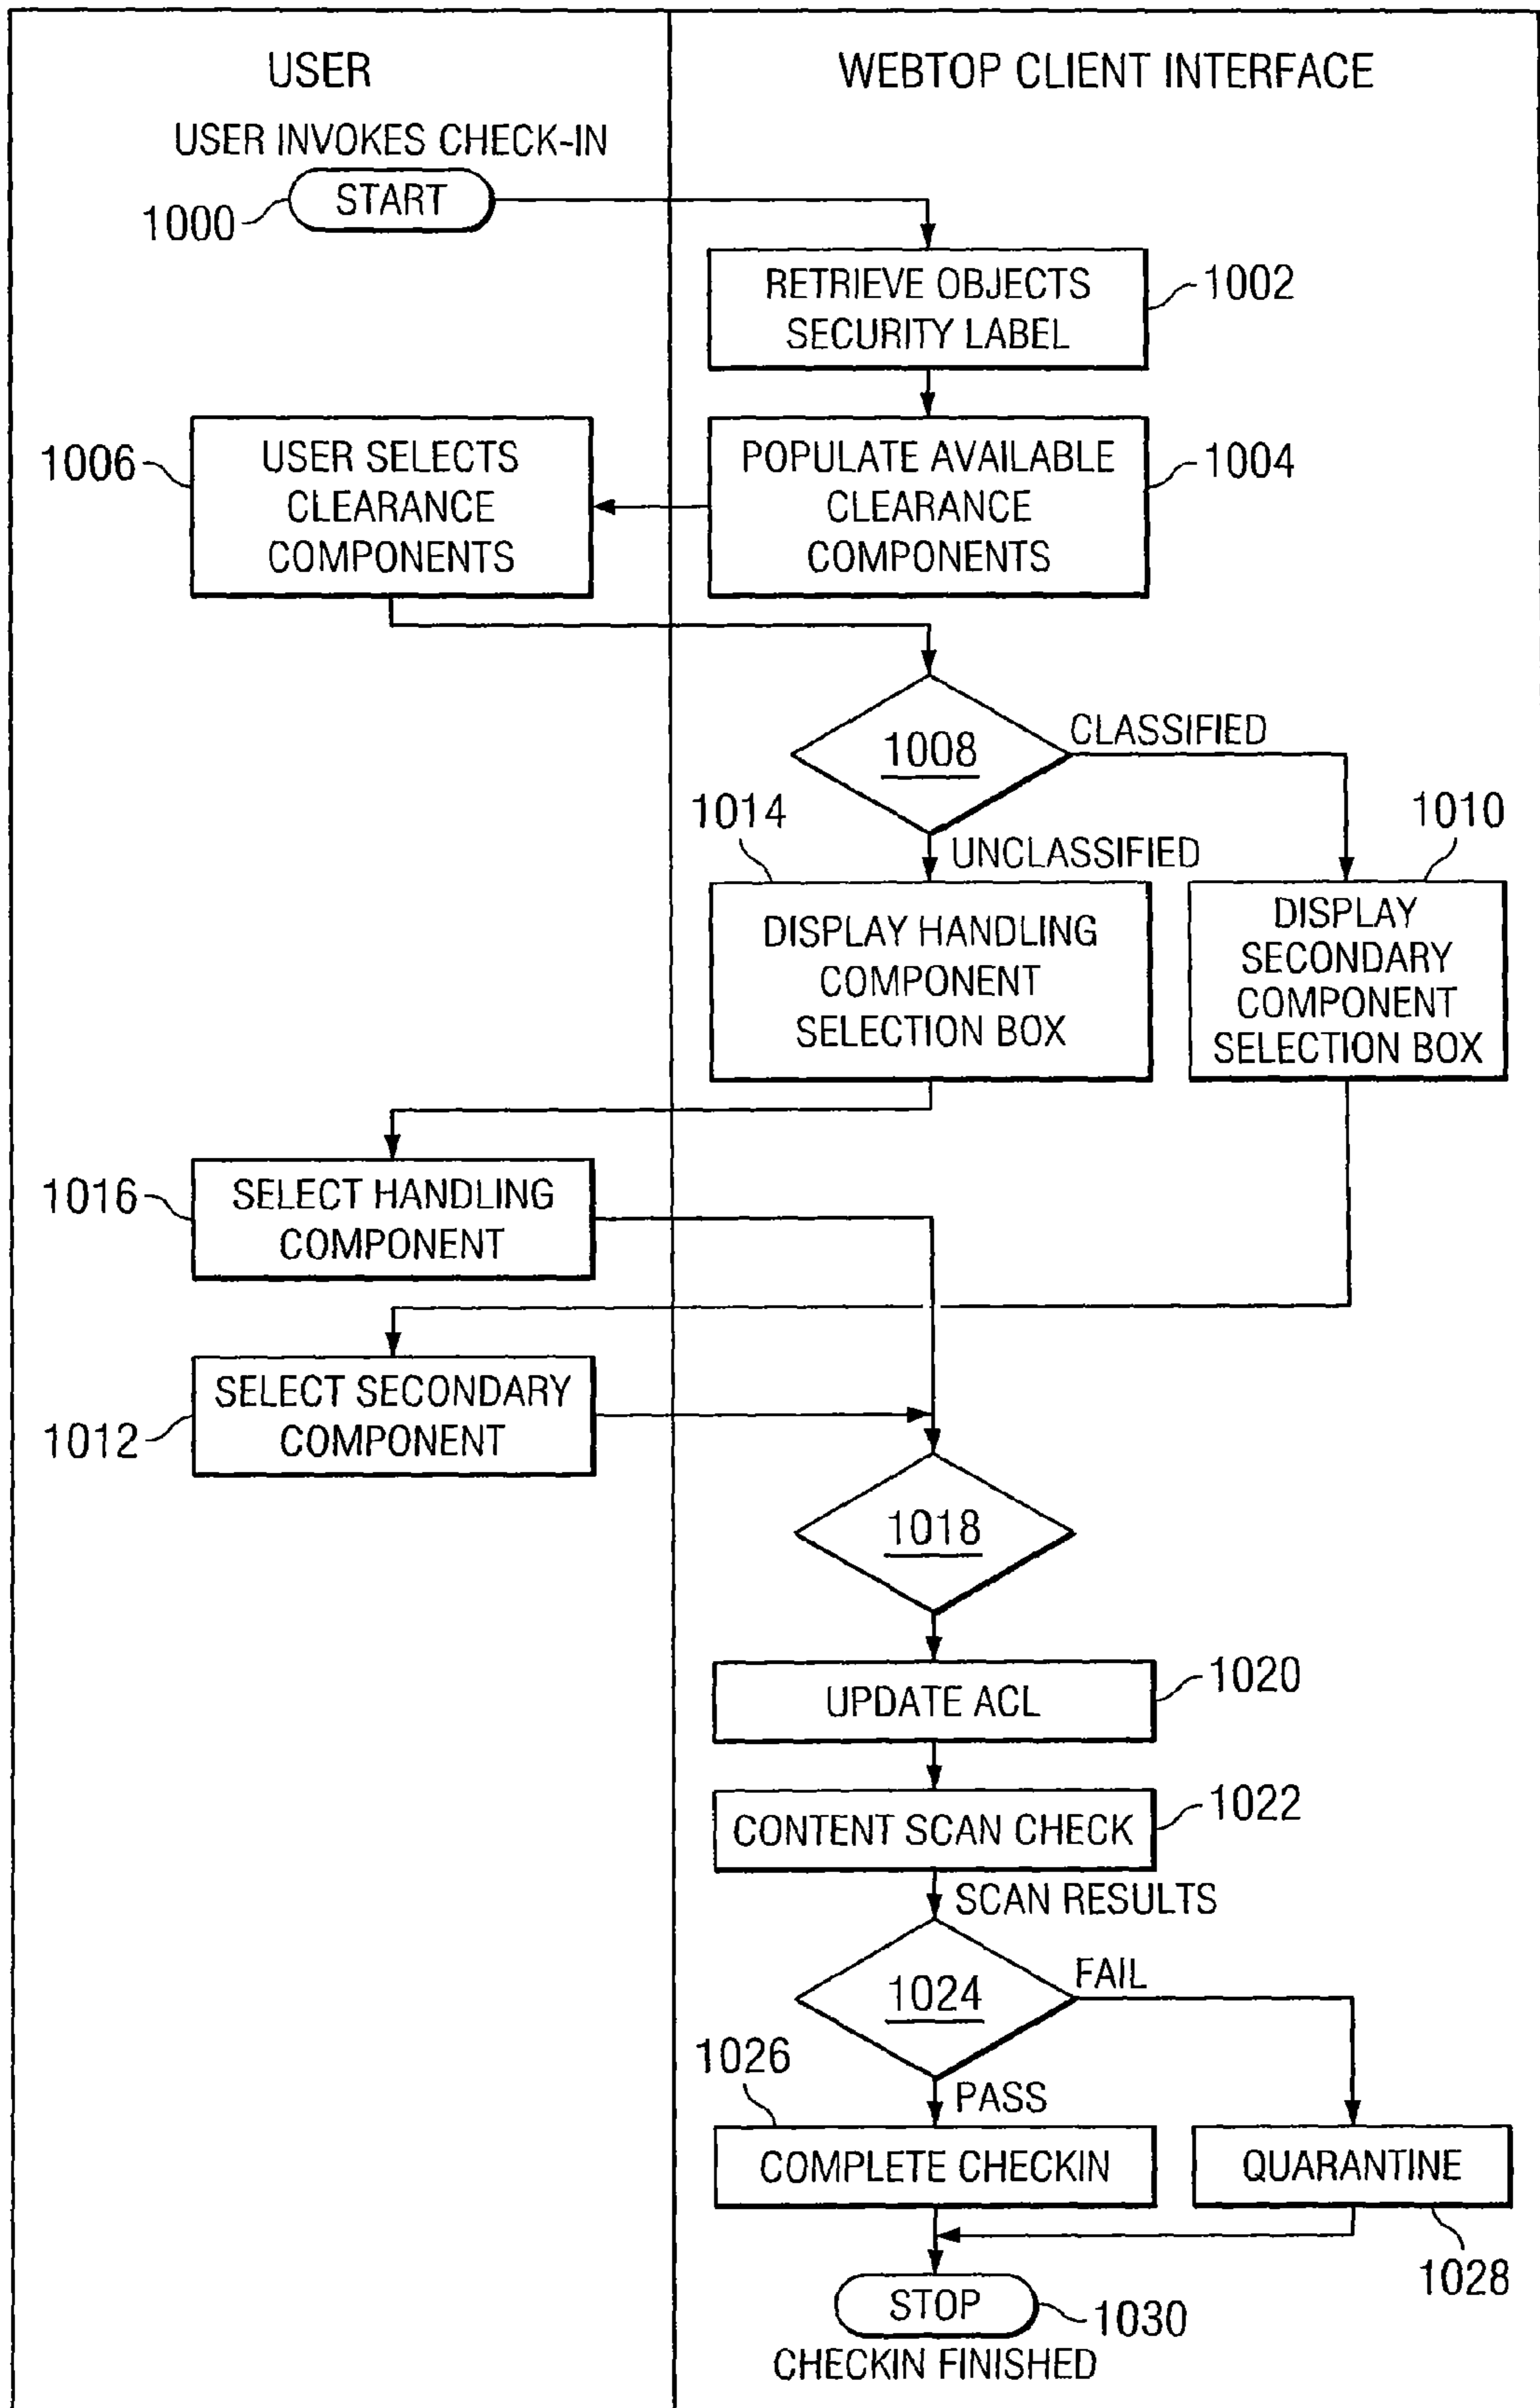 USER
WEBTOP CLIENT INTERFACE
USER INVOKES CHECK-IN
START
1000
RETRIEVE OBJECTS
SECURITY LABEL
1002
1006
USER SELECTS
CLEARANCE
COMPONENTS
POPULATE AVAILABLE
CLEARANCE
COMPONENTS
1004
1008
CLASSIFIED
UNCLASSIFIED
1014
1010
DISPLAY HANDLING
COMPONENT
SELECTION BOX
DISPLAY
SECONDARY
COMPONENT
SELECTION BOX
1016
SELECT HANDLING
COMPONENT
1012
SELECT SECONDARY
COMPONENT
1018
UPDATE ACL
1020
CONTENT SCAN CHECK
1022
SCAN RESULTS
1024
FAIL
PASS
1026
COMPLETE CHECKIN
QUARANTINE
1028
STOP
1030
CHECKIN FINISHED